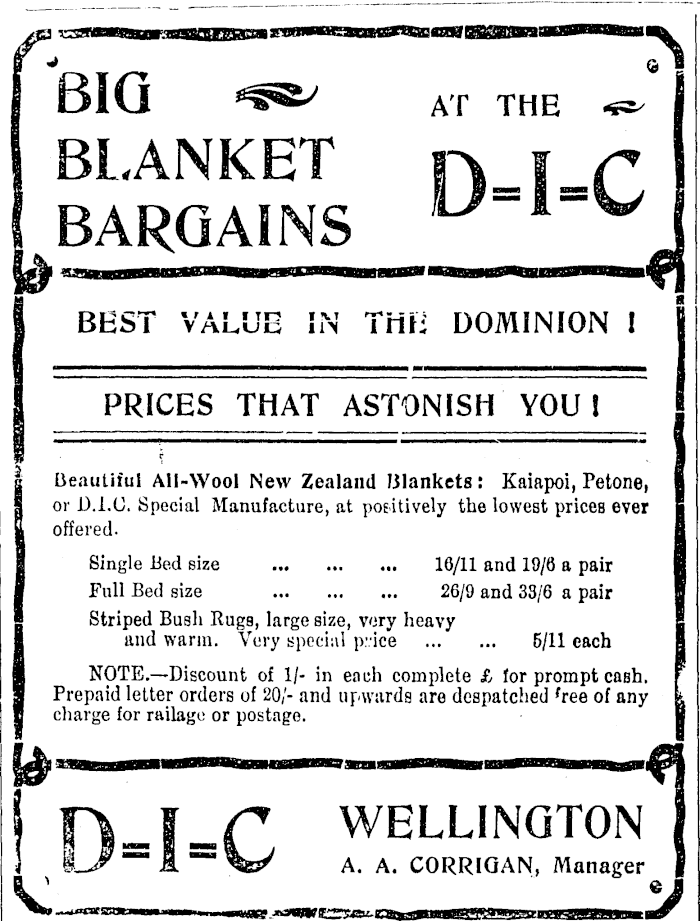 BIG
BLANKET
BARGAINS
AT THE
D=I=C
BEST VALUE IN THE DOMINION!
PRICES THAT ASTONISH YOU!
Beautiful All-Wool New Zealand Blankets: Kaiapoi, Petone,
or D.I.C. Special Manufacture, at positively the lowest prices ever
offered.
Single Bed size ... ... ... 16/11 and 19/6 a pair
Full Bed size ... ... ... 26/9 and 33/6 a pair
Striped Bush Rugs, large size, very heavy
and warm. Very special price ... ... 5/11 each
NOTE.—Discount of 1/- in each complete £ for prompt cash.
Prepaid letter orders of 20/- and upwards are despatched free of any
charge for railage or postage.
D=I=C
WELLINGTON
A. A. CORRIGAN, Manager